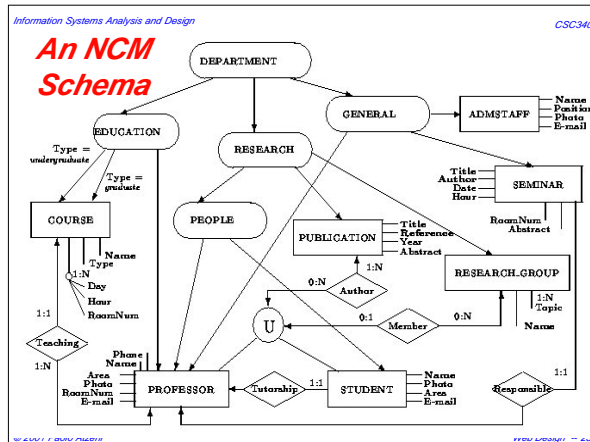 Information Systems Analysis and Design
CSC340
An NCM
Schema
DEPARTMENT
GENERAL
ADMSTAFF
Name
Position
Photo
E-mail
EDUCATION
RESEARCH
Type =
undergraduate
Type =
graduate
Title
Author
Date
Hour
SEMINAR
RoomNum
Abstract
COURSE
PEOPLE
PUBLICATION
Title
Reference
Year
Abstract
Name
Type
1:N
Day
Hour
RoomNum
RESEARCH_GROUP
1:N
Topic
Name
0:N
Author
1:N
1:1
Teaching
1:N
U
0:1
Member
0:N
Phone
Name
Area
Photo
RoomNum
E-mail
PROFESSOR
Tutorship
1:1
STUDENT
Name
Photo
Area
E-mail
Responsible
1:1
© 2001
Web Design